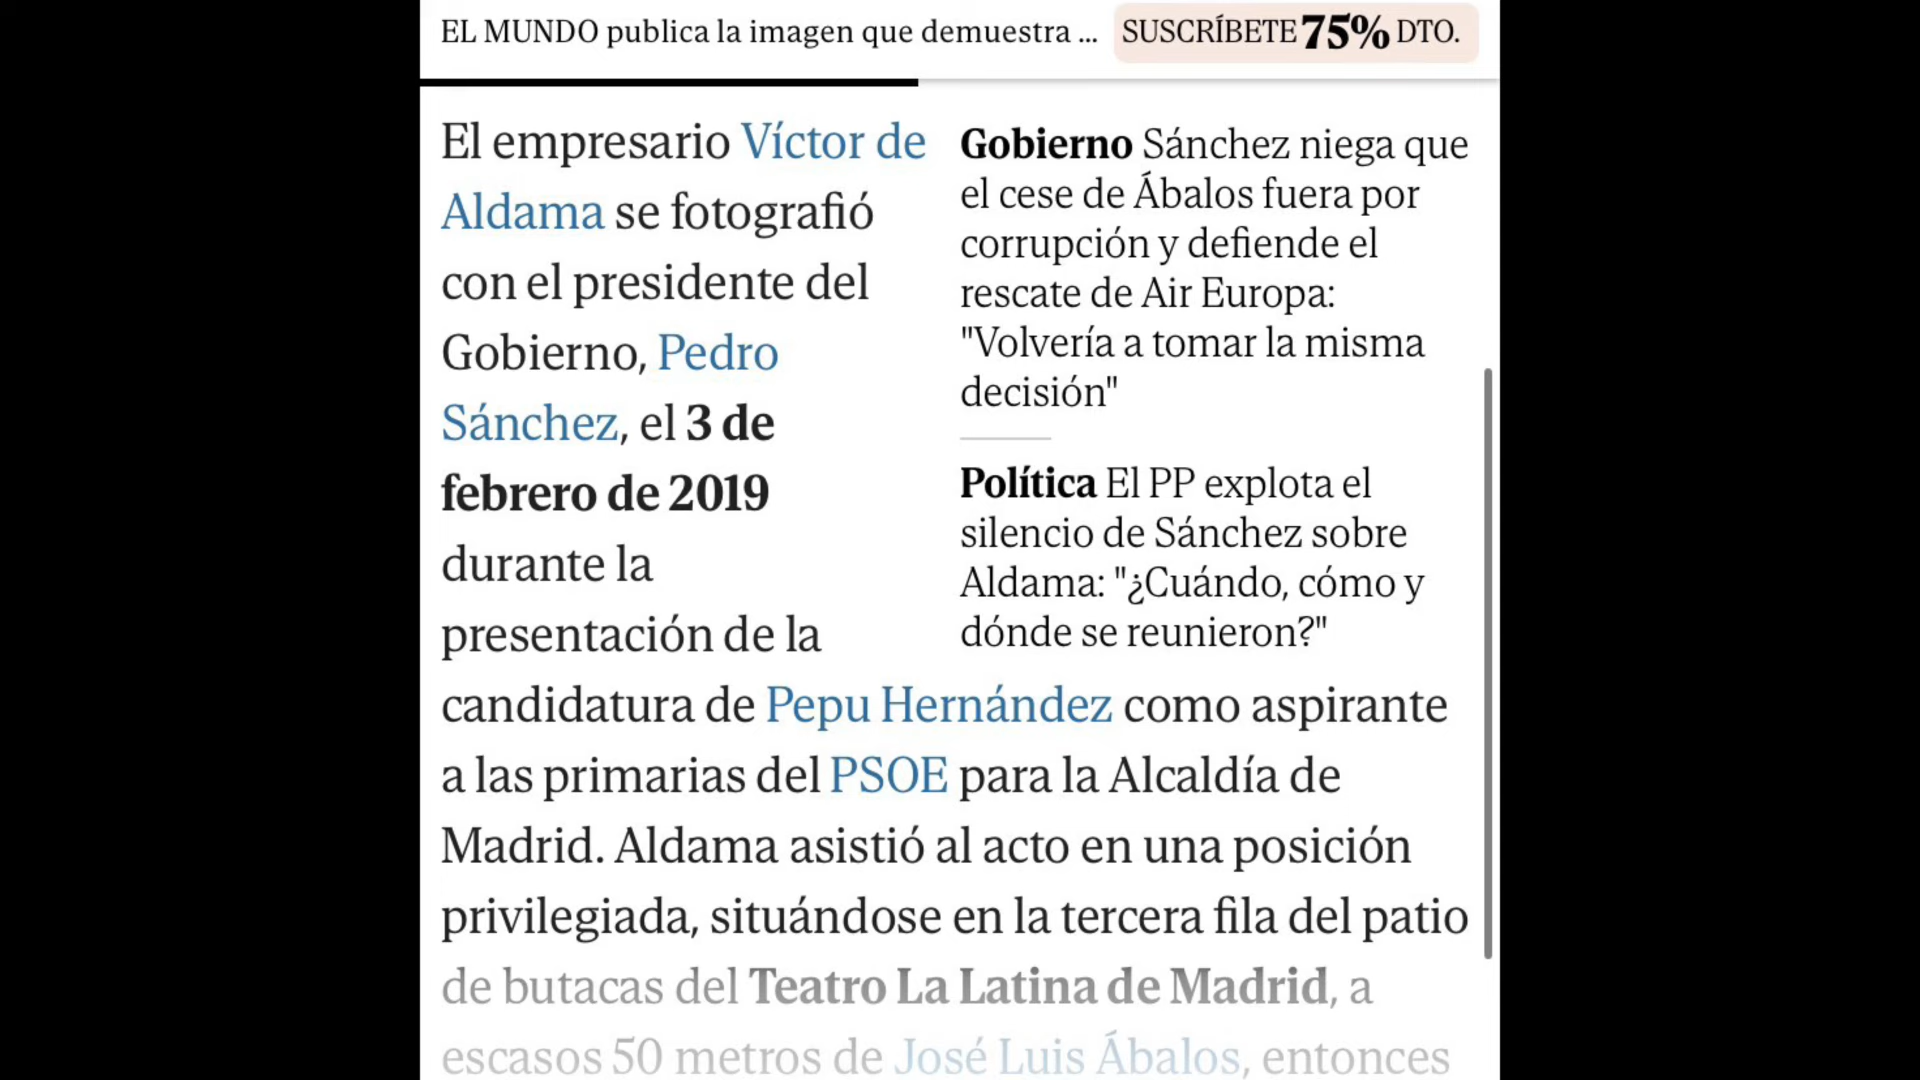 EL MUNDO publica la imagen que demuestra ...
SUSCRÍBETE 75% DTO.
El empresario Víctor de
Aldama se fotografió
con el presidente del
Gobierno, Pedro
Sánchez, el 3 de
febrero de 2019
durante la
presentación de la
candidatura de Pepu Hernández como aspirante
a las primarias del PSOE para la Alcaldía de
Madrid. Aldama asistió al acto en una posición
privilegiada, situándose en la tercera fila del patio
de butacas del Teatro La Latina de Madrid, a
escasos 50 metros de José Luis Ábalos, entonces
Gobierno Sánchez niega que
el cese de Ábalos fuera por
corrupción y defiende el
rescate de Air Europa:
"Volvería a tomar la misma
decisión"
Política El PP explota el
silencio de Sánchez sobre
Aldama: "¿Cuándo, cómo y
dónde se reunieron?"